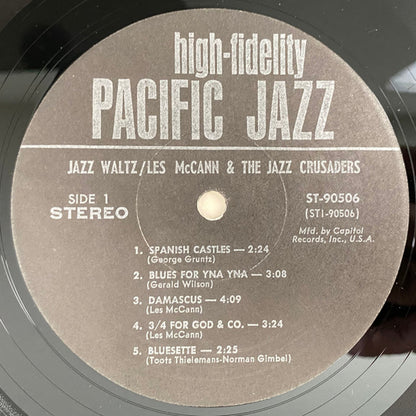 high-fidelity
PACIFIC JAZZ
JAZZ WALTZ/LES McCANN & THE JAZZ CRUSADERS
SIDE 1
STEREO
ST-90506
(ST1-90506)
Mfd. by Capitol
Records, Inc., U.S.A.
1. SPANISH CASTLES — 2:24
(George Gruntz)
2. BLUES FOR YNA YNA — 3:08
(Gerald Wilson)
3. DAMASCUS — 4:09
(Les McCann)
4. 3/4 FOR GOD & CO. — 3:24
(Les McCann)
5. BLUESETTE — 2:25
(Toots Thielemans-Norman Gimbel)